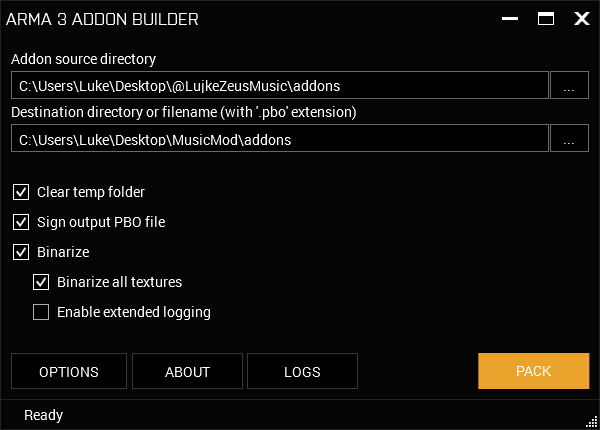 ARMA 3 ADDON BUILDER
Addon source directory
C:\Users\Luke\Desktop\@LujkeZeusMusic\addons
...
Destination directory or filename (with '.pbo' extension)
C:\Users\Luke\Desktop\MusicMod\addons
...
Clear temp folder
Sign output PBO file
Binarize
Binarize all textures
Enable extended logging
OPTIONS
ABOUT
LOGS
PACK
Ready